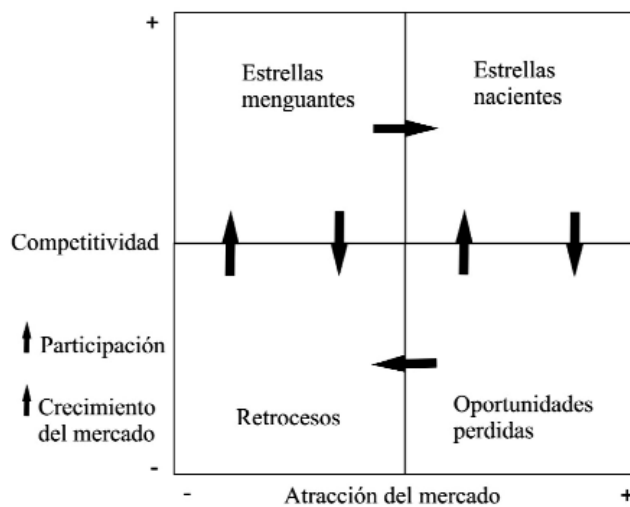 +
Estrellas
menguantes
Estrellas
nacientes
Competitividad
Participación
Crecimiento
del mercado
Retrocesos
Oportunidades
perdidas
-
-
Atracción del mercado
+